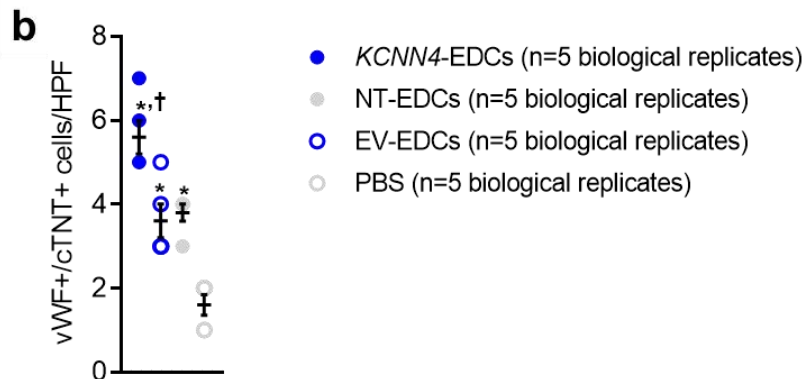 b
8
6
4
2
0
vWF+/cTNT+ cells/HPF
*,†
*
*
KCNN4-EDCs (n=5 biological replicates)
NT-EDCs (n=5 biological replicates)
EV-EDCs (n=5 biological replicates)
PBS (n=5 biological replicates)